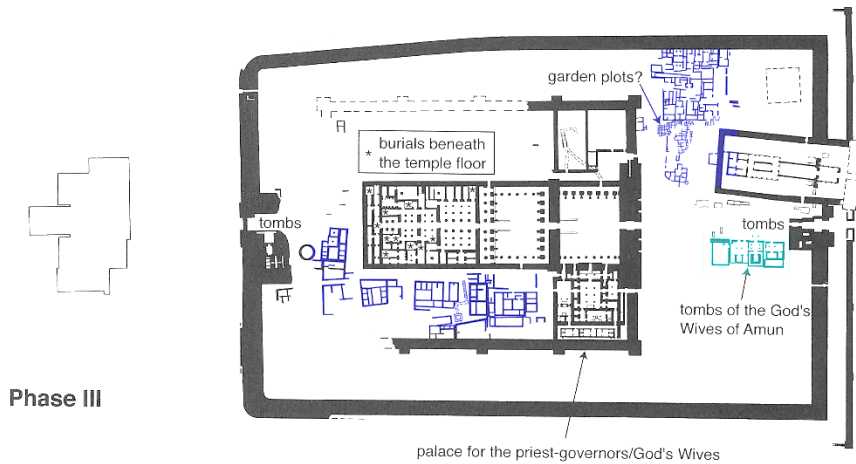 garden plots?
* burials beneath
the temple floor
tombs
tombs
tombs of the God's
Wives of Amun
Phase III
palace for the priest-governors/God's Wives